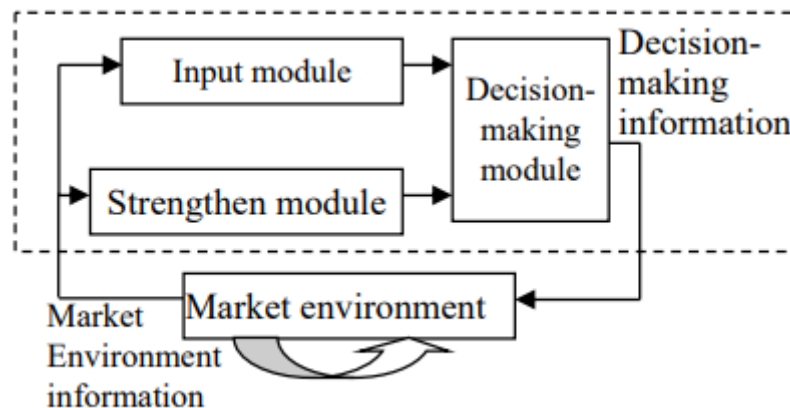 Input module
Decision-
making
module
Decision-
making
information
Strengthen module
Market environment
Market
Environment
information